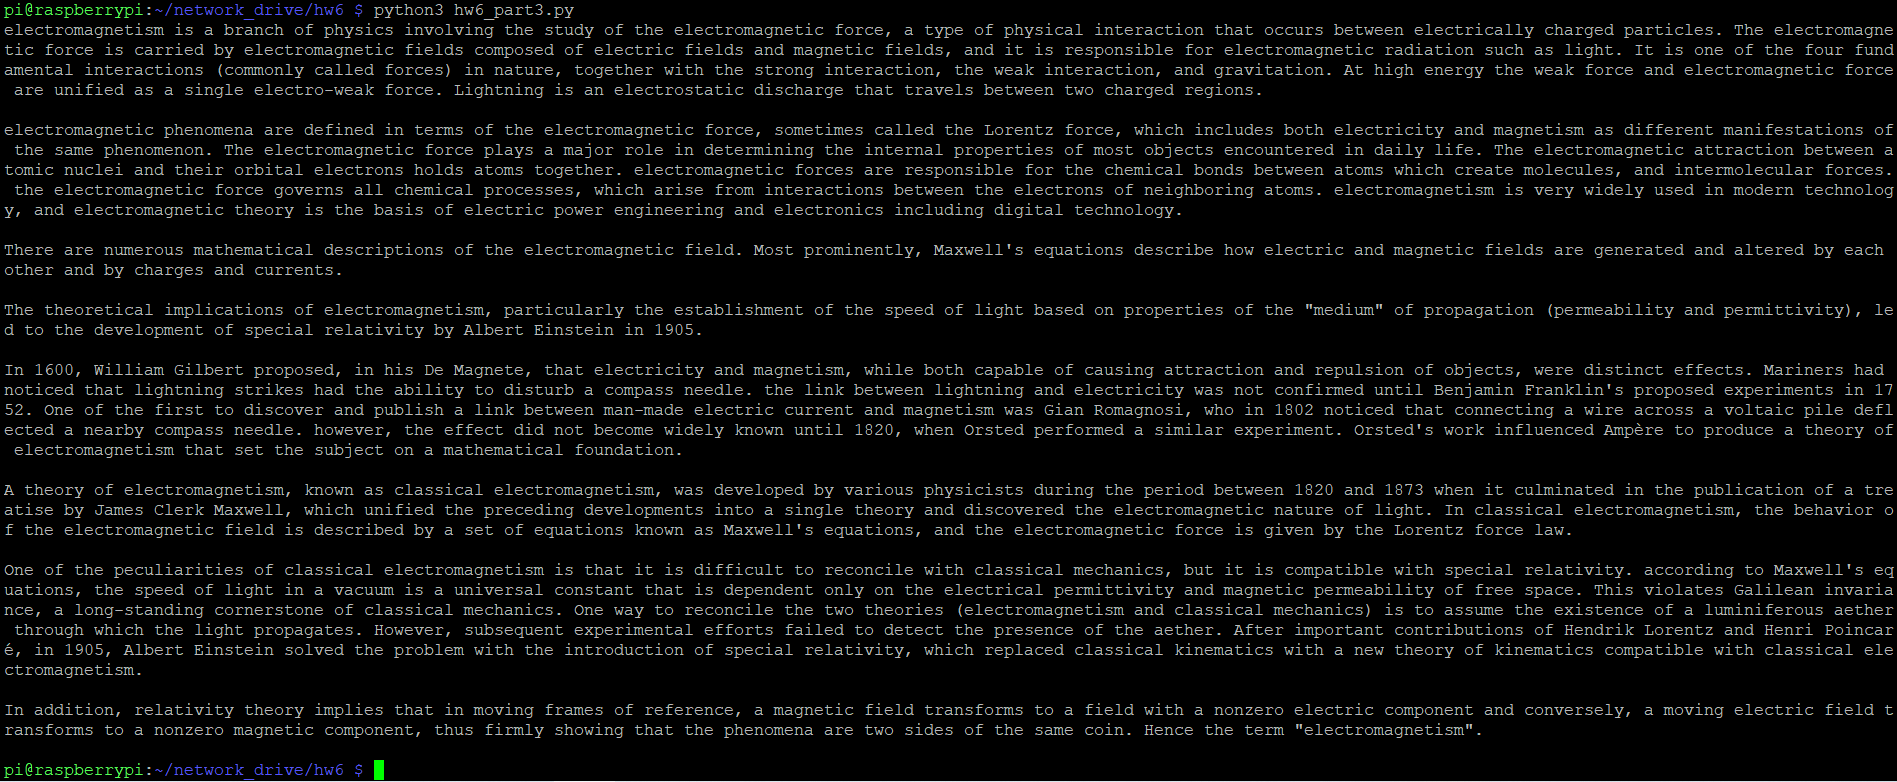 pi@raspberrypi:~/network_drive/hw6 $ python3 hw6_part3.py
electromagnetism is a branch of physics involving the study of the electromagnetic force, a type of physical interaction that occurs between electrically charged particles. The electromagne
tic force is carried by electromagnetic fields composed of electric fields and magnetic fields, and it is responsible for electromagnetic radiation such as light. It is one of the four fund
amental interactions (commonly called forces) in nature, together with the strong interaction, the weak interaction, and gravitation. At high energy the weak force and electromagnetic force
 are unified as a single electro-weak force. Lightning is an electrostatic discharge that travels between two charged regions.

electromagnetic phenomena are defined in terms of the electromagnetic force, sometimes called the Lorentz force, which includes both electricity and magnetism as different manifestations of
 the same phenomenon. The electromagnetic force plays a major role in determining the internal properties of most objects encountered in daily life. The electromagnetic attraction between a
tomic nuclei and their orbital electrons holds atoms together. electromagnetic forces are responsible for the chemical bonds between atoms which create molecules, and intermolecular forces.
 the electromagnetic force governs all chemical processes, which arise from interactions between the electrons of neighboring atoms. electromagnetism is very widely used in modern technolog
y, and electromagnetic theory is the basis of electric power engineering and electronics including digital technology.

There are numerous mathematical descriptions of the electromagnetic field. Most prominently, Maxwell's equations describe how electric and magnetic fields are generated and altered by each
other and by charges and currents.

The theoretical implications of electromagnetism, particularly the establishment of the speed of light based on properties of the "medium" of propagation (permeability and permittivity), le
d to the development of special relativity by Albert Einstein in 1905.

In 1600, William Gilbert proposed, in his De Magnete, that electricity and magnetism, while both capable of causing attraction and repulsion of objects, were distinct effects. Mariners had
noticed that lightning strikes had the ability to disturb a compass needle. the link between lightning and electricity was not confirmed until Benjamin Franklin's proposed experiments in 17
52. One of the first to discover and publish a link between man-made electric current and magnetism was Gian Romagnosi, who in 1802 noticed that connecting a wire across a voltaic pile defl
ected a nearby compass needle. however, the effect did not become widely known until 1820, when Orsted performed a similar experiment. Orsted's work influenced Ampère to produce a theory of
 electromagnetism that set the subject on a mathematical foundation.

A theory of electromagnetism, known as classical electromagnetism, was developed by various physicists during the period between 1820 and 1873 when it culminated in the publication of a tre
atise by James Clerk Maxwell, which unified the preceding developments into a single theory and discovered the electromagnetic nature of light. In classical electromagnetism, the behavior o
f the electromagnetic field is described by a set of equations known as Maxwell's equations, and the electromagnetic force is given by the Lorentz force law.

One of the peculiarities of classical electromagnetism is that it is difficult to reconcile with classical mechanics, but it is compatible with special relativity. according to Maxwell's eq
uations, the speed of light in a vacuum is a universal constant that is dependent only on the electrical permittivity and magnetic permeability of free space. This violates Galilean invaria
nce, a long-standing cornerstone of classical mechanics. One way to reconcile the two theories (electromagnetism and classical mechanics) is to assume the existence of a luminiferous aether
 through which the light propagates. However, subsequent experimental efforts failed to detect the presence of the aether. After important contributions of Hendrik Lorentz and Henri Poincar
é, in 1905, Albert Einstein solved the problem with the introduction of special relativity, which replaced classical kinematics with a new theory of kinematics compatible with classical ele
ctromagnetism.

In addition, relativity theory implies that in moving frames of reference, a magnetic field transforms to a field with a nonzero electric component and conversely, a moving electric field t
ransforms to a nonzero magnetic component, thus firmly showing that the phenomena are two sides of the same coin. Hence the term "electromagnetism".

pi@raspberrypi:~/network_drive/hw6 $